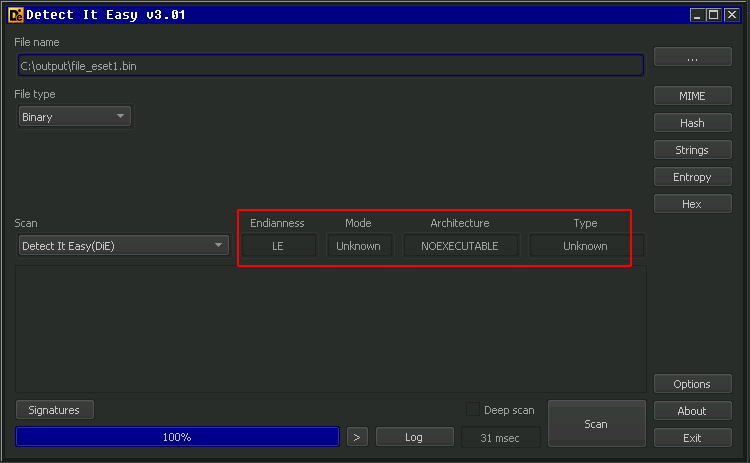 Detect It Easy v3.01
File name
C:\output\file_eset1.bin
...
File type
Binary
MIME
Hash
Strings
Entropy
Hex
Scan
Endianness
Mode
Architecture
Type
Detect It Easy(DiE)
LE
Unknown
NOEXECUTABLE
Unknown
Options
Signatures
Deep scan
Scan
About
100%
>
Log
31 msec
Exit